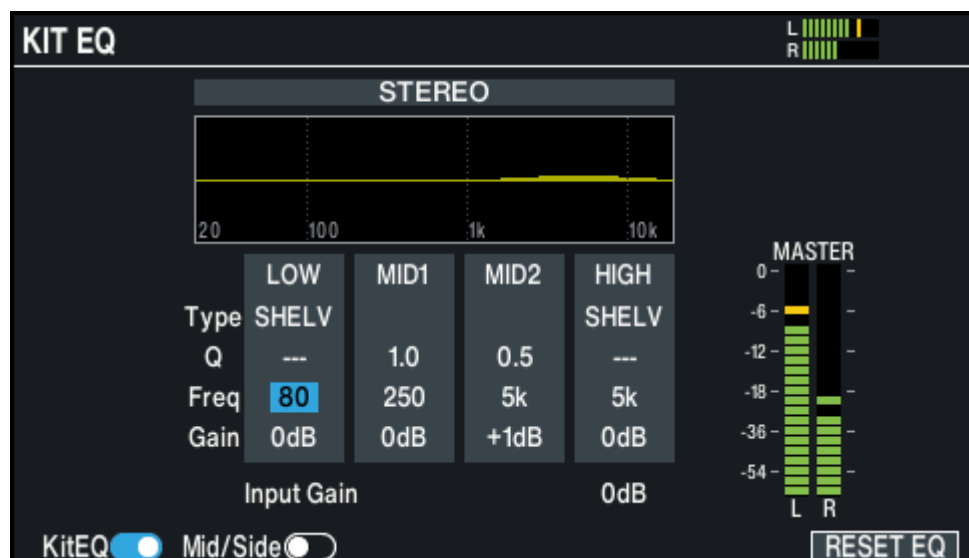 KIT EQ
L
R
STEREO
20 100 1k 10k
LOW MID1 MID2 HIGH
Type SHELV SHELV
Q --- 1.0 0.5 ---
Freq 80 250 5k 5k
Gain 0dB 0dB +1dB 0dB
Input Gain 0dB
MASTER
0
-6
-12
-18
-36
-54
L R
KitEQ Mid/Side RESET EQ